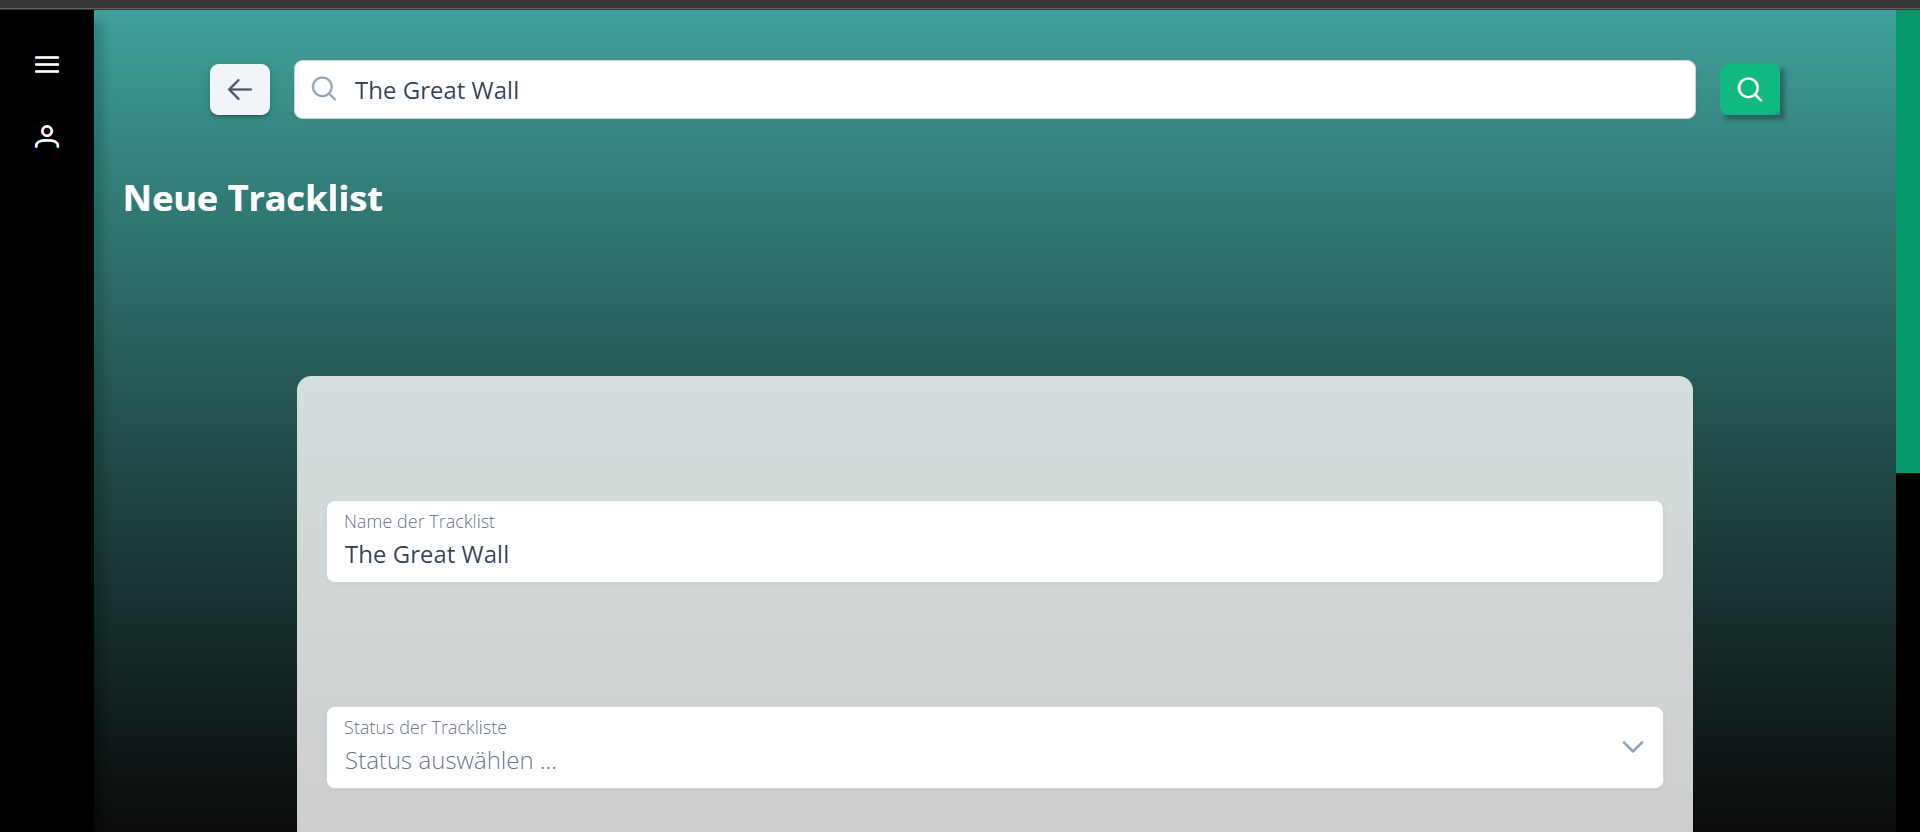 The Great Wall
Neue Tracklist
Name der Tracklist
The Great Wall
Status der Trackliste
Status auswählen ...